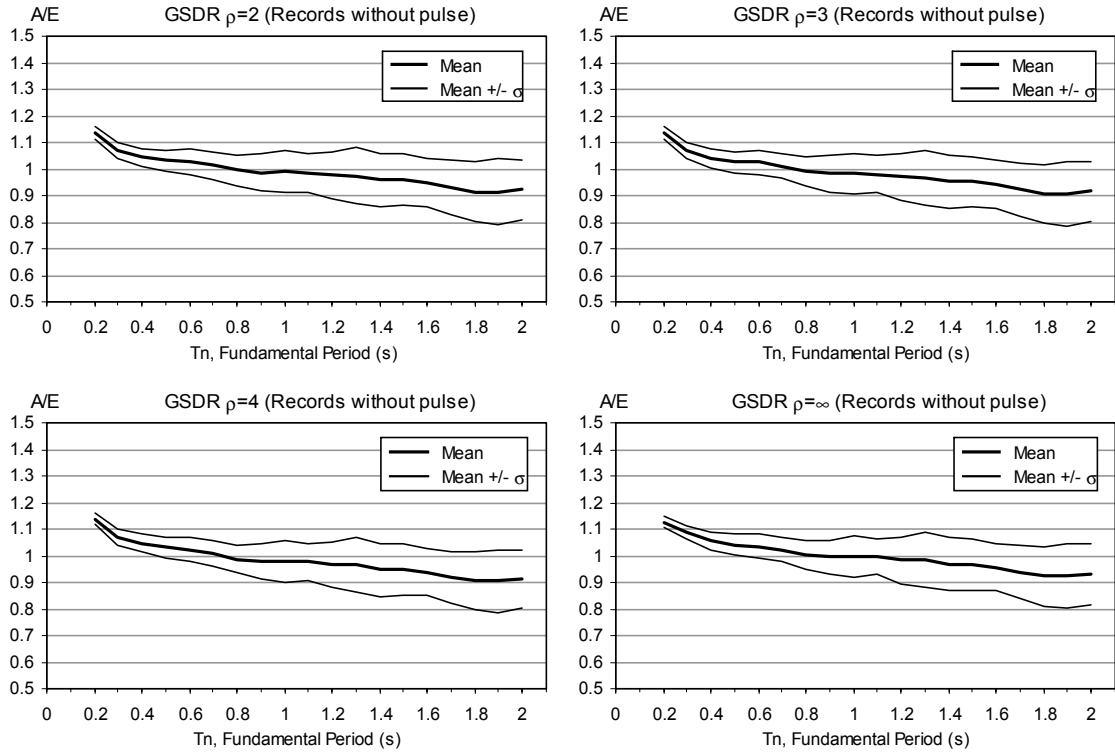 A/E GSDR ρ=2 (Records without pulse)
1.5
1.4
1.3
1.2
1.1
1
0.9
0.8
0.7
0.6
0.5
Mean
Mean +/- σ
0 0.2 0.4 0.6 0.8 1 1.2 1.4 1.6 1.8 2
Tn, Fundamental Period (s)
A/E GSDR ρ=3 (Records without pulse)
1.5
1.4
1.3
1.2
1.1
1
0.9
0.8
0.7
0.6
0.5
Mean
Mean +/- σ
0 0.2 0.4 0.6 0.8 1 1.2 1.4 1.6 1.8 2
Tn, Fundamental Period (s)
A/E GSDR ρ=4 (Records without pulse)
1.5
1.4
1.3
1.2
1.1
1
0.9
0.8
0.7
0.6
0.5
Mean
Mean +/- σ
0 0.2 0.4 0.6 0.8 1 1.2 1.4 1.6 1.8 2
Tn, Fundamental Period (s)
A/E GSDR ρ=∞ (Records without pulse)
1.5
1.4
1.3
1.2
1.1
1
0.9
0.8
0.7
0.6
0.5
Mean
Mean +/- σ
0 0.2 0.4 0.6 0.8 1 1.2 1.4 1.6 1.8 2
Tn, Fundamental Period (s)